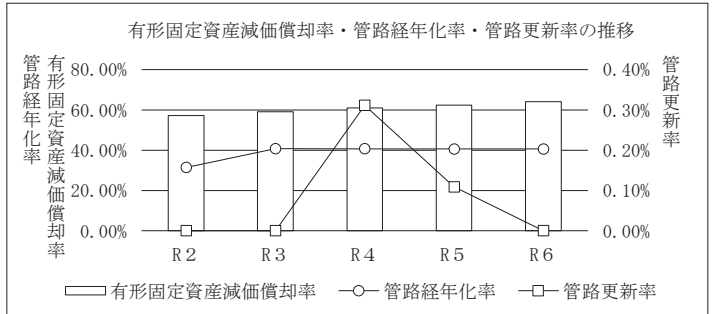 有形固定資産減価償却率・管路経年化率・管路更新率の推移
管路経年化率
有形固定資産減価償却率
80.00%
60.00%
40.00%
20.00%
0.00%
0.40%
0.30%
0.20%
0.10%
0.00%
管路更新率
R2
R3
R4
R5
R6
有形固定資産減価償却率
管路経年化率
管路更新率